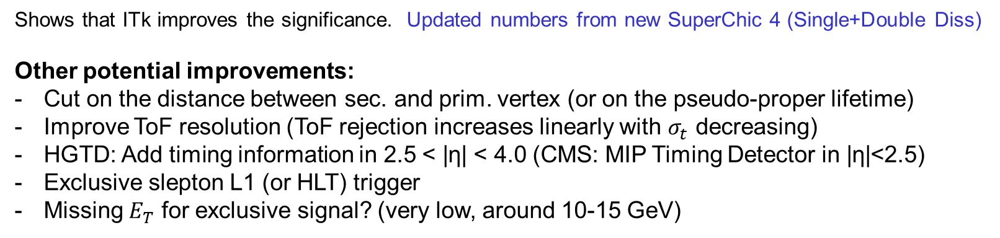 Shows that ITk improves the significance. Updated numbers from new SuperChic 4 (Single+Double Diss)
Other potential improvements:
- Cut on the distance between sec. and prim. vertex (or on the pseudo-proper lifetime)
- Improve ToF resolution (ToF rejection increases linearly with σ_t decreasing)
- HGTD: Add timing information in 2.5 < |η| < 4.0 (CMS: MIP Timing Detector in |η|<2.5)
- Exclusive slepton L1 (or HLT) trigger
- Missing E_T for exclusive signal? (very low, around 10-15 GeV)